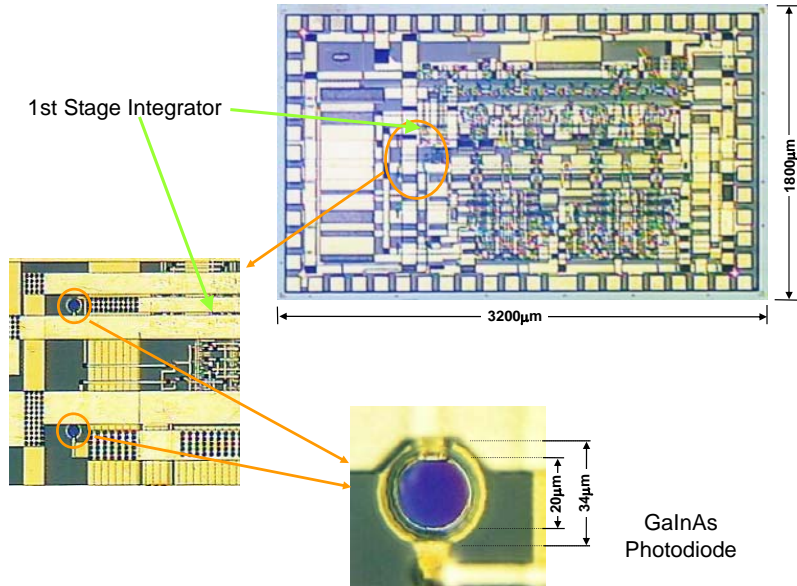 1st Stage Integrator
1800μm
3200μm
20μm
34μm
GaInAs
Photodiode